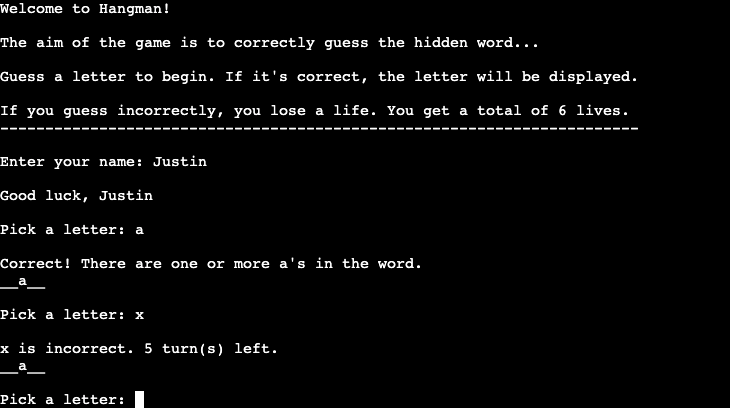 Welcome to Hangman!
The aim of the game is to correctly guess the hidden word...
Guess a letter to begin. If it's correct, the letter will be displayed.
If you guess incorrectly, you lose a life. You get a total of 6 lives.
-----------------------------------------------------------------------
Enter your name: Justin
Good luck, Justin
Pick a letter: a
Correct! There are one or more a's in the word.
__a__
Pick a letter: x
x is incorrect. 5 turn(s) left.
__a__
Pick a letter: